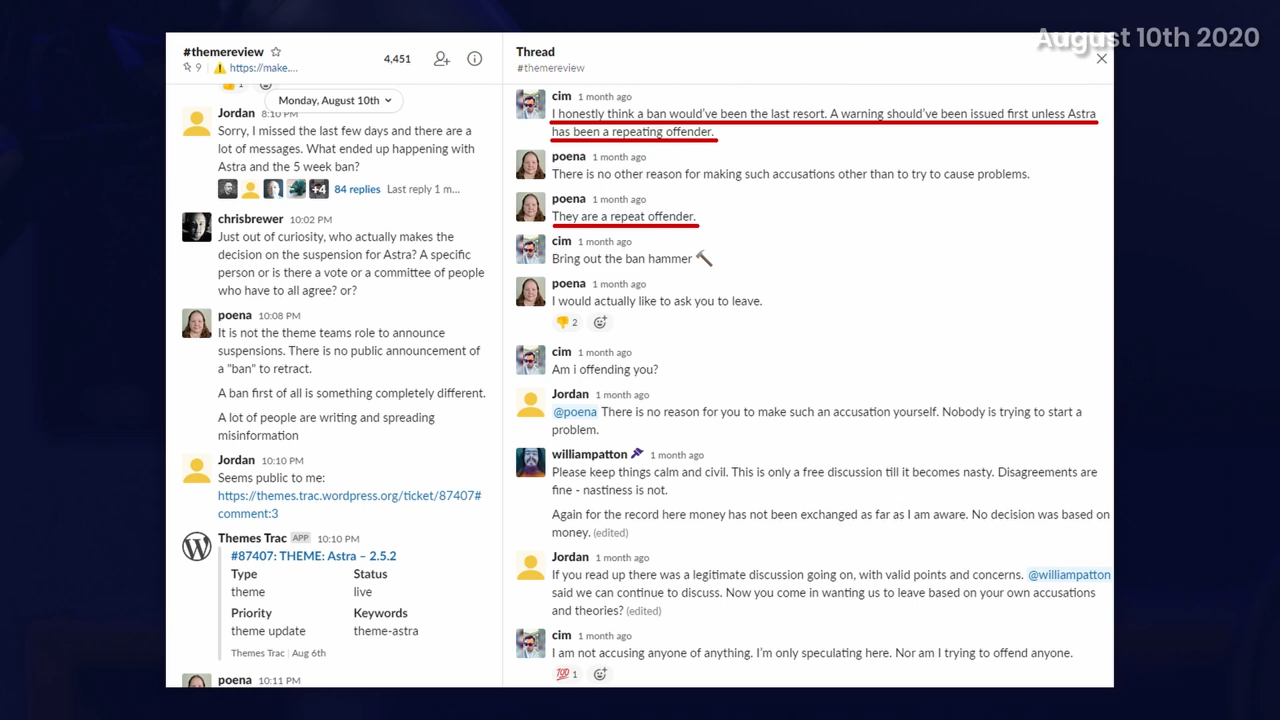 August 10th 2020
#themereview
9 https://make....
4,451
1
Monday, August 10th
Jordan 8:10 PM
Sorry, I missed the last few days and there are a
lot of messages. What ended up happening with
Astra and the 5 week ban?
+4 84 replies Last reply 1 m...
chrisbrewer 10:02 PM
Just out of curiosity, who actually makes the
decision on the suspension for Astra? A specific
person or is there a vote or a committee of people
who have to all agree? or?
poena 10:08 PM
It is not the theme teams role to announce
suspensions. There is no public announcement of
a "ban" to retract.
A ban first of all is something completely different.
A lot of people are writing and spreading
misinformation
Jordan 10:10 PM
Seems public to me:
https://themes.trac.wordpress.org/ticket/87407#
comment:3
Themes Trac APP 10:10 PM
#87407: THEME: Astra – 2.5.2
Type Status
theme live
Priority Keywords
theme update theme-astra
Themes Trac | Aug 6th
poena 10:11 PM
Thread
#themereview
cim 1 month ago
I honestly think a ban would've been the last resort. A warning should've been issued first unless Astra
has been a repeating offender.
poena 1 month ago
There is no other reason for making such accusations other than to try to cause problems.
poena 1 month ago
They are a repeat offender.
cim 1 month ago
Bring out the ban hammer
poena 1 month ago
I would actually like to ask you to leave.
2
cim 1 month ago
Am i offending you?
Jordan 1 month ago
@poena There is no reason for you to make such an accusation yourself. Nobody is trying to start a
problem.
williampatton 1 month ago
Please keep things calm and civil. This is only a free discussion till it becomes nasty. Disagreements are
fine - nastiness is not.
Again for the record here money has not been exchanged as far as I am aware. No decision was based on
money. (edited)
Jordan 1 month ago
If you read up there was a legitimate discussion going on, with valid points and concerns. @williampatton
said we can continue to discuss. Now you come in wanting us to leave based on your own accusations
and theories? (edited)
cim 1 month ago
I am not accusing anyone of anything. I'm only speculating here. Nor am I trying to offend anyone.
100 1